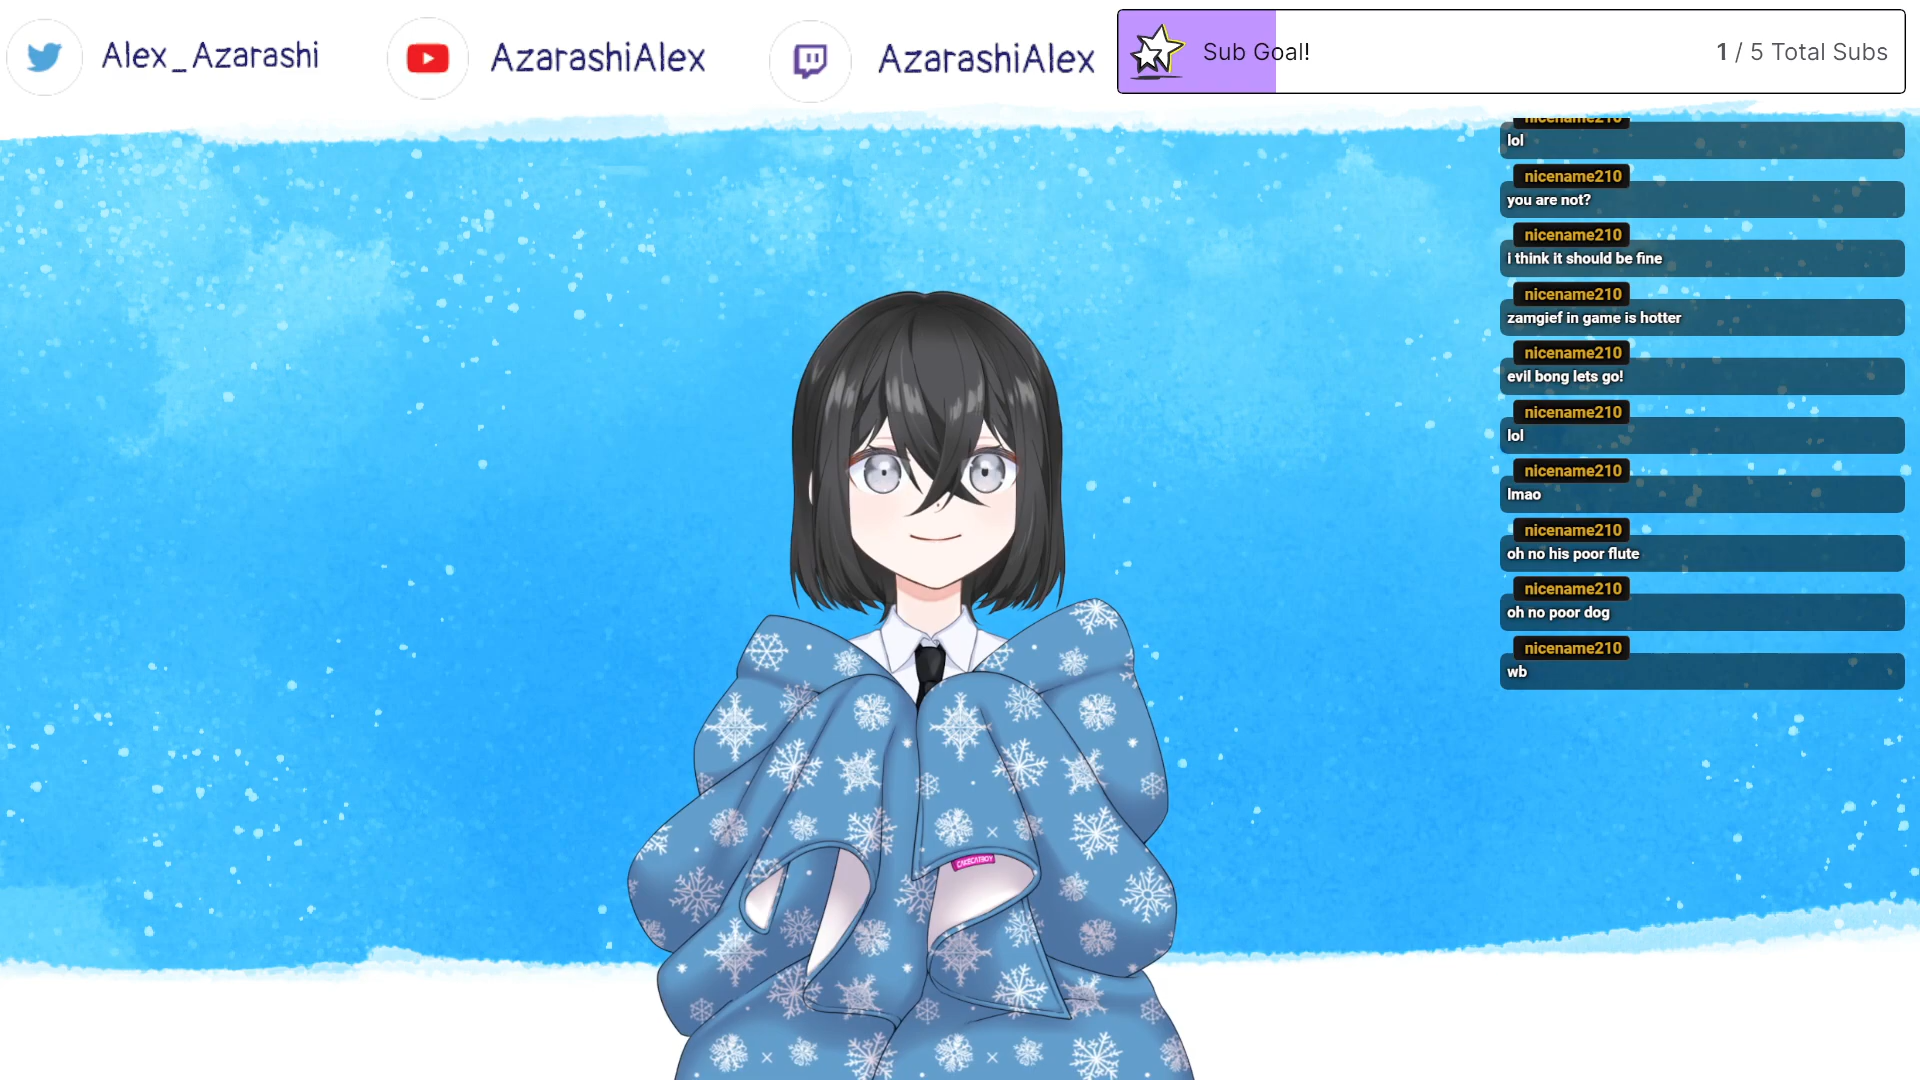 Alex_Azarashi
AzarashiAlex
AzarashiAlex
Sub Goal!
1 / 5 Total Subs
nicename210
lol
nicename210
you are not?
nicename210
i think it should be fine
nicename210
zamgief in game is hotter
nicename210
evil bong lets go!
nicename210
lol
nicename210
lmao
nicename210
oh no his poor flute
nicename210
oh no poor dog
nicename210
wb